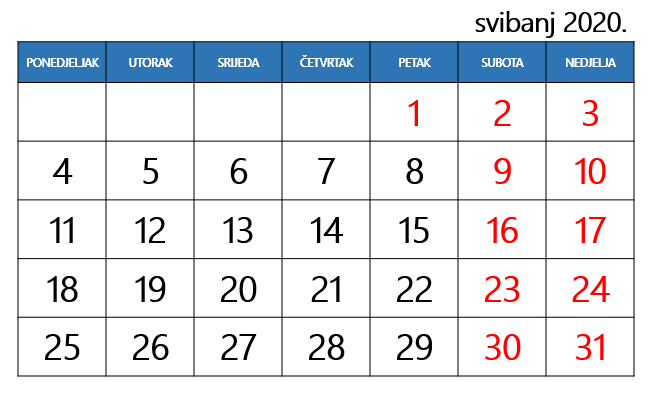 svibanj 2020.
PONEDJELJAK UTORAK SRIJEDA ČETVRTAK PETAK SUBOTA NEDJELJA
1 2 3
4 5 6 7 8 9 10
11 12 13 14 15 16 17
18 19 20 21 22 23 24
25 26 27 28 29 30 31